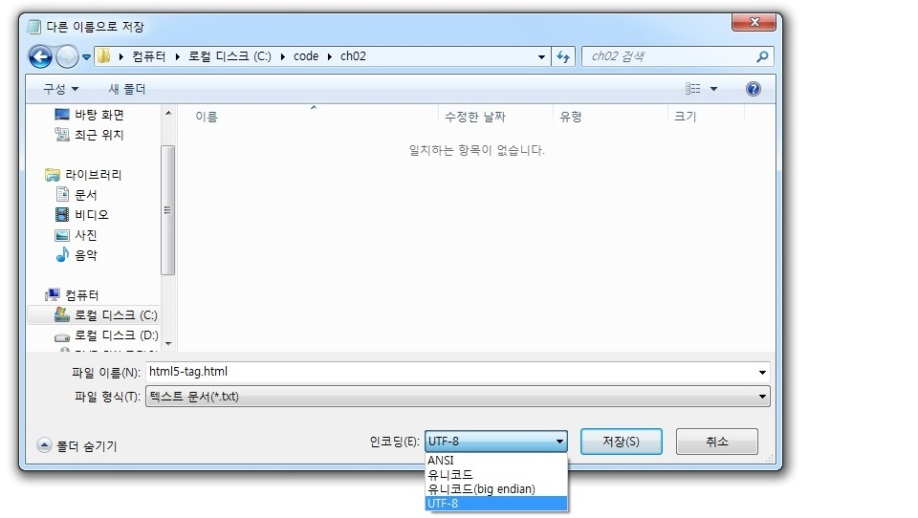 다른 이름으로 저장
컴퓨터 로컬 디스크 (C:) code ch02
ch02 검색
구성 새 폴더
이름 수정한 날짜 유형 크기
일치하는 항목이 없습니다.
바탕 화면
최근 위치
라이브러리
문서
비디오
사진
음악
컴퓨터
로컬 디스크 (C:)
로컬 디스크 (D:)
파일 이름(N): html5-tag.html
파일 형식(T): 텍스트 문서(*.txt)
폴더 숨기기
인코딩(E): UTF-8 저장(S) 취소
ANSI
유니코드
유니코드(big endian)
UTF-8